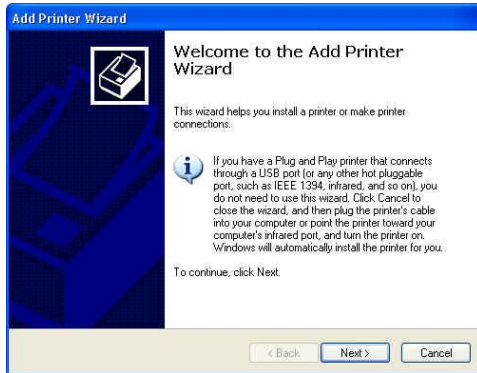 Add Printer Wizard
Welcome to the Add Printer
Wizard
This wizard helps you install a printer or make printer
connections.
If you have a Plug and Play printer that connects
through a USB port (or any other hot pluggable
port, such as IEEE 1394, infrared, and so on), you
do not need to use this wizard. Click Cancel to
close the wizard, and then plug the printer's cable
into your computer or point the printer toward your
computer's infrared port, and turn the printer on.
Windows will automatically install the printer for you.
To continue, click Next.
< Back Next > Cancel